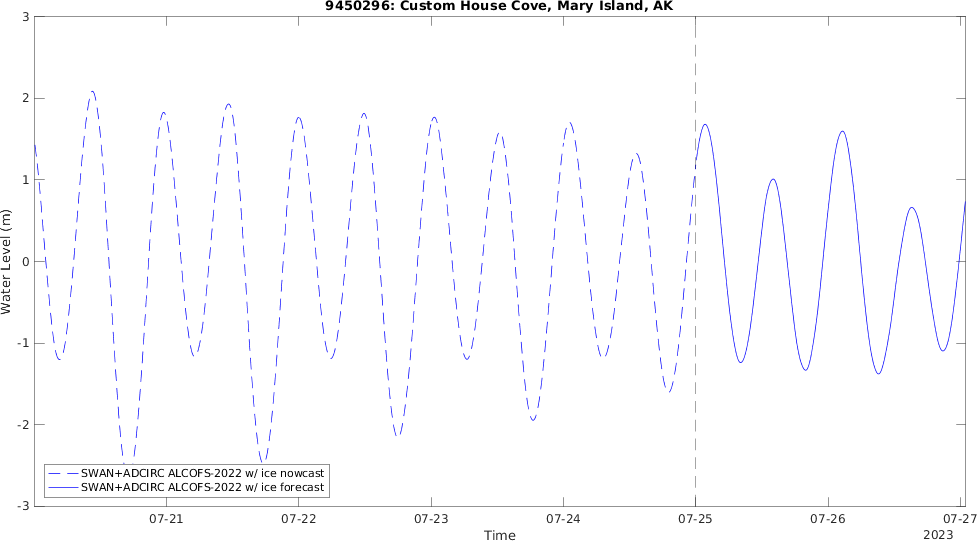 9450296: Custom House Cove, Mary Island, AK
3
2
1
0
-1
-2
-3
Water Level (m)
SWAN+ADCIRC ALCOFS-2022 w/ ice nowcast
SWAN+ADCIRC ALCOFS-2022 w/ ice forecast
07-21 07-22 07-23 07-24 07-25 07-26 07-27
Time
2023